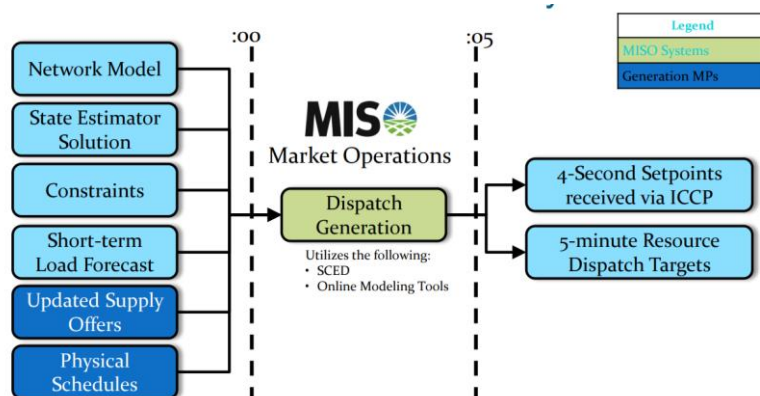 :00
:05
Legend
MISO Systems
Generation MPs
Network Model
State Estimator
Solution
Constraints
Short-term
Load Forecast
Updated Supply
Offers
Physical
Schedules
MISO
Market Operations
Dispatch
Generation
Utilizes the following:
• SCED
• Online Modeling Tools
4-Second Setpoints
received via ICCP
5-minute Resource
Dispatch Targets